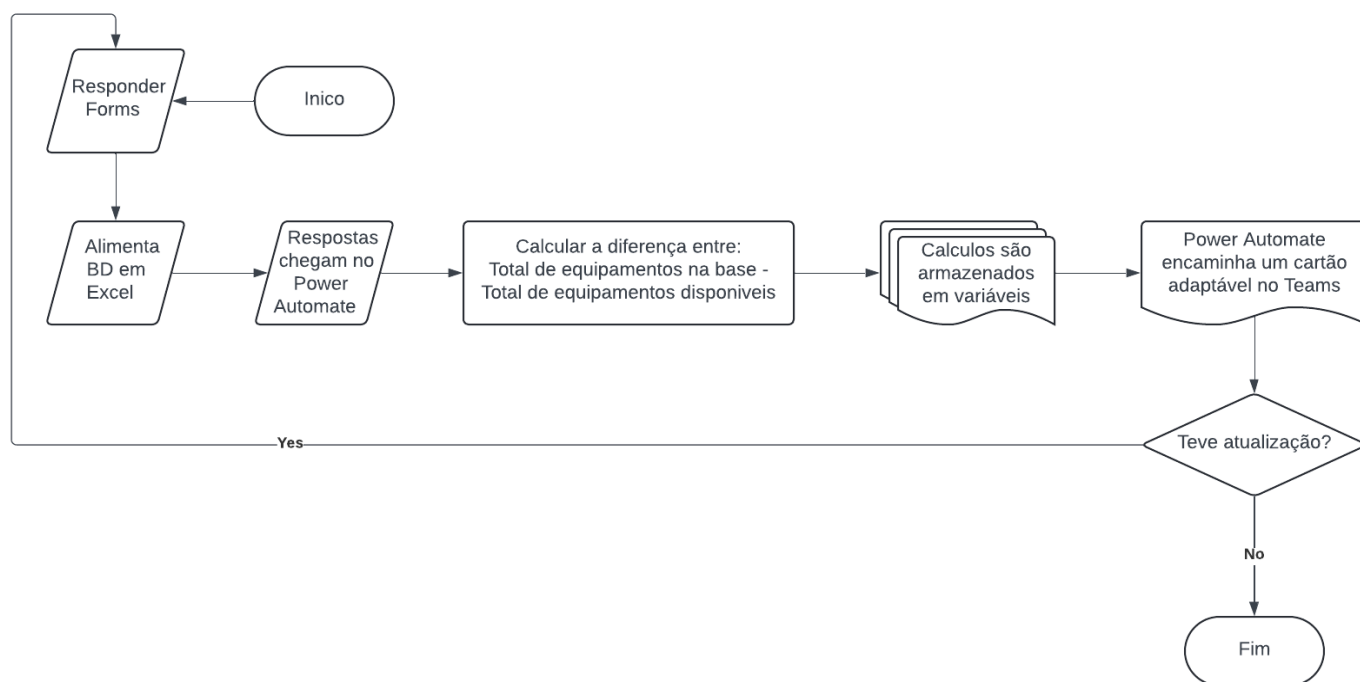 Inico
Responder
Forms
Alimenta
BD em
Excel
Respostas
chegam no
Power
Automate
Calcular a diferença entre:
Total de equipamentos na base -
Total de equipamentos disponiveis
Calculos são
armazenados
em variáveis
Power Automate
encaminha um cartão
adaptável no Teams
Teve atualização?
Yes
No
Fim